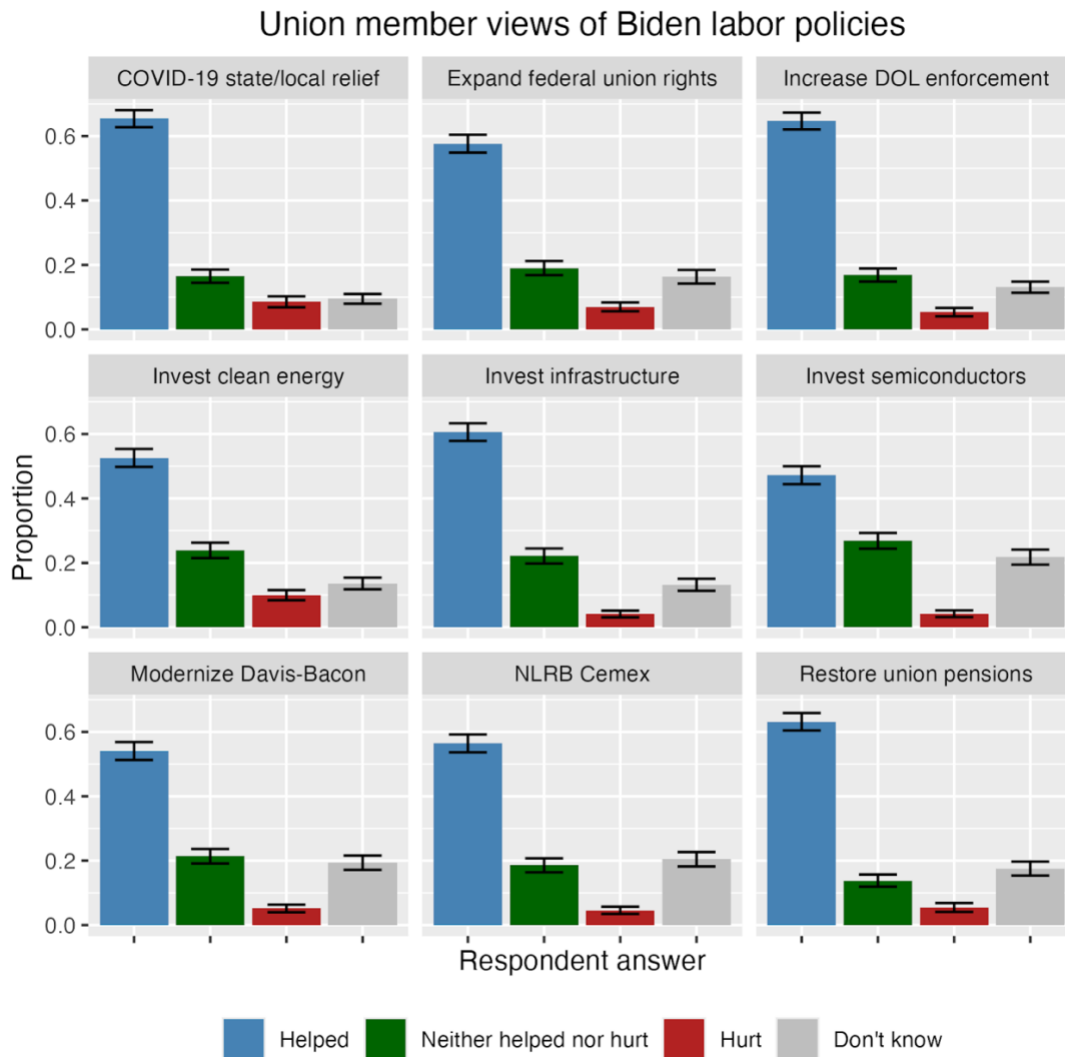 Union member views of Biden labor policies
COVID-19 state/local relief
Expand federal union rights
Increase DOL enforcement
0.6
0.4
0.2
0.0
Invest clean energy
Invest infrastructure
Invest semiconductors
0.6
0.4
0.2
0.0
Proportion
Modernize Davis-Bacon
NLRB Cemex
Restore union pensions
0.6
0.4
0.2
0.0
Respondent answer
Helped
Neither helped nor hurt
Hurt
Don't know